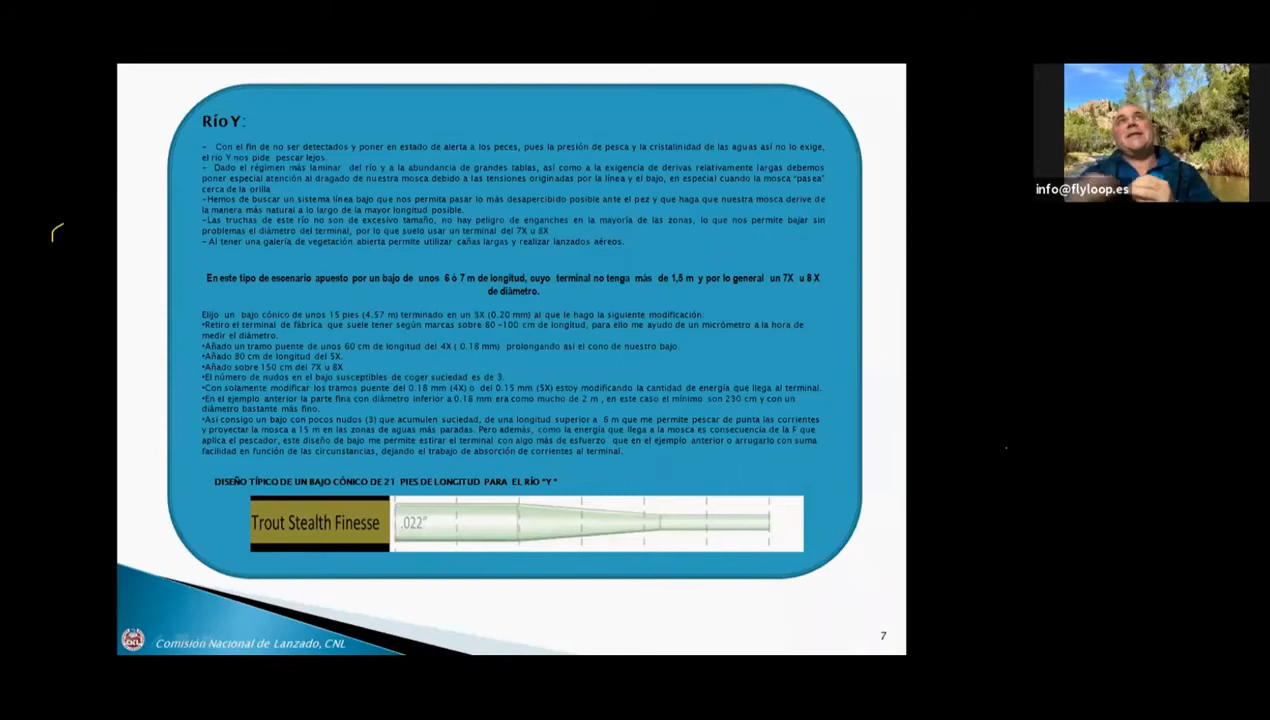 Río Y:
- Con el fin de no ser detectados y poner en estado de alerta a los peces, pues la presión de pesca y la cristalinidad de las aguas así no lo exige,
el río Y nos pide pescar lejos.
- Dado el régimen más laminar del río y a la abundancia de grandes tablas, así como a la exigencia de derivas relativamente largas debemos
poner especial atención al dragado de nuestra mosca debido a las tensiones originadas por la línea y el bajo, en especial cuando la mosca "pasea"
cerca de la orilla
-Hemos de buscar un sistema línea bajo que nos permita pasar lo más desapercibido posible ante el pez y que haga que nuestra mosca derive de
la manera más natural a lo largo de la mayor longitud posible.
-Las truchas de este río no son de excesivo tamaño, no hay peligro de enganches en la mayoría de las zonas, lo que nos permite bajar sin
problemas el diámetro del terminal, por lo que suelo usar un terminal del 7X u 8X
- Al tener una galería de vegetación abierta permite utilizar cañas largas y realizar lanzados aéreos.
En este tipo de escenario apuesto por un bajo de unos 6 ó 7 m de longitud, cuyo terminal no tenga más de 1,5 m y por lo general un 7X u 8 X
de diámetro.
Elijo un bajo cónico de unos 15 pies (4.57 m) terminado en un 3X (0.20 mm) al que le hago la siguiente modificación:
•Retiro el terminal de fábrica que suele tener según marcas sobre 80 -100 cm de longitud, para ello me ayudo de un micrómetro a la hora de
medir el diámetro.
•Añado un tramo puente de unos 60 cm de longitud del 4X ( 0.18 mm) prolongando así el cono de nuestro bajo.
•Añado 80 cm de longitud del 5X.
•Añado sobre 150 cm del 7X u 8X
•El número de nudos en el bajo susceptibles de coger suciedad es de 3.
•Con solamente modificar los tramos puente del 0.18 mm (4X) o del 0.15 mm (5X) estoy modificando la cantidad de energía que llega al terminal.
•En el ejemplo anterior la parte fina con diámetro inferior a 0.18 mm era como mucho de 2 m , en este caso el mínimo son 230 cm y con un
diámetro bastante más fino.
•Así consigo un bajo con pocos nudos (3) que acumulen suciedad, de una longitud superior a 6 m que me permite pescar de punta las corrientes
y proyectar la mosca a 15 m en las zonas de aguas más paradas. Pero además, como la energía que llega a la mosca es consecuencia de la F que
aplica el pescador, este diseño de bajo me permite estirar el terminal con algo más de esfuerzo que en el ejemplo anterior o arrugarlo con suma
facilidad en función de las circunstancias, dejando el trabajo de absorción de corrientes al terminal.
DISEÑO TÍPICO DE UN BAJO CÓNICO DE 21 PIES DE LONGITUD PARA EL RÍO "Y"
Trout Stealth Finesse
.022"
Comisión Nacional de Lanzado, CNL
7
info@flyloop.es